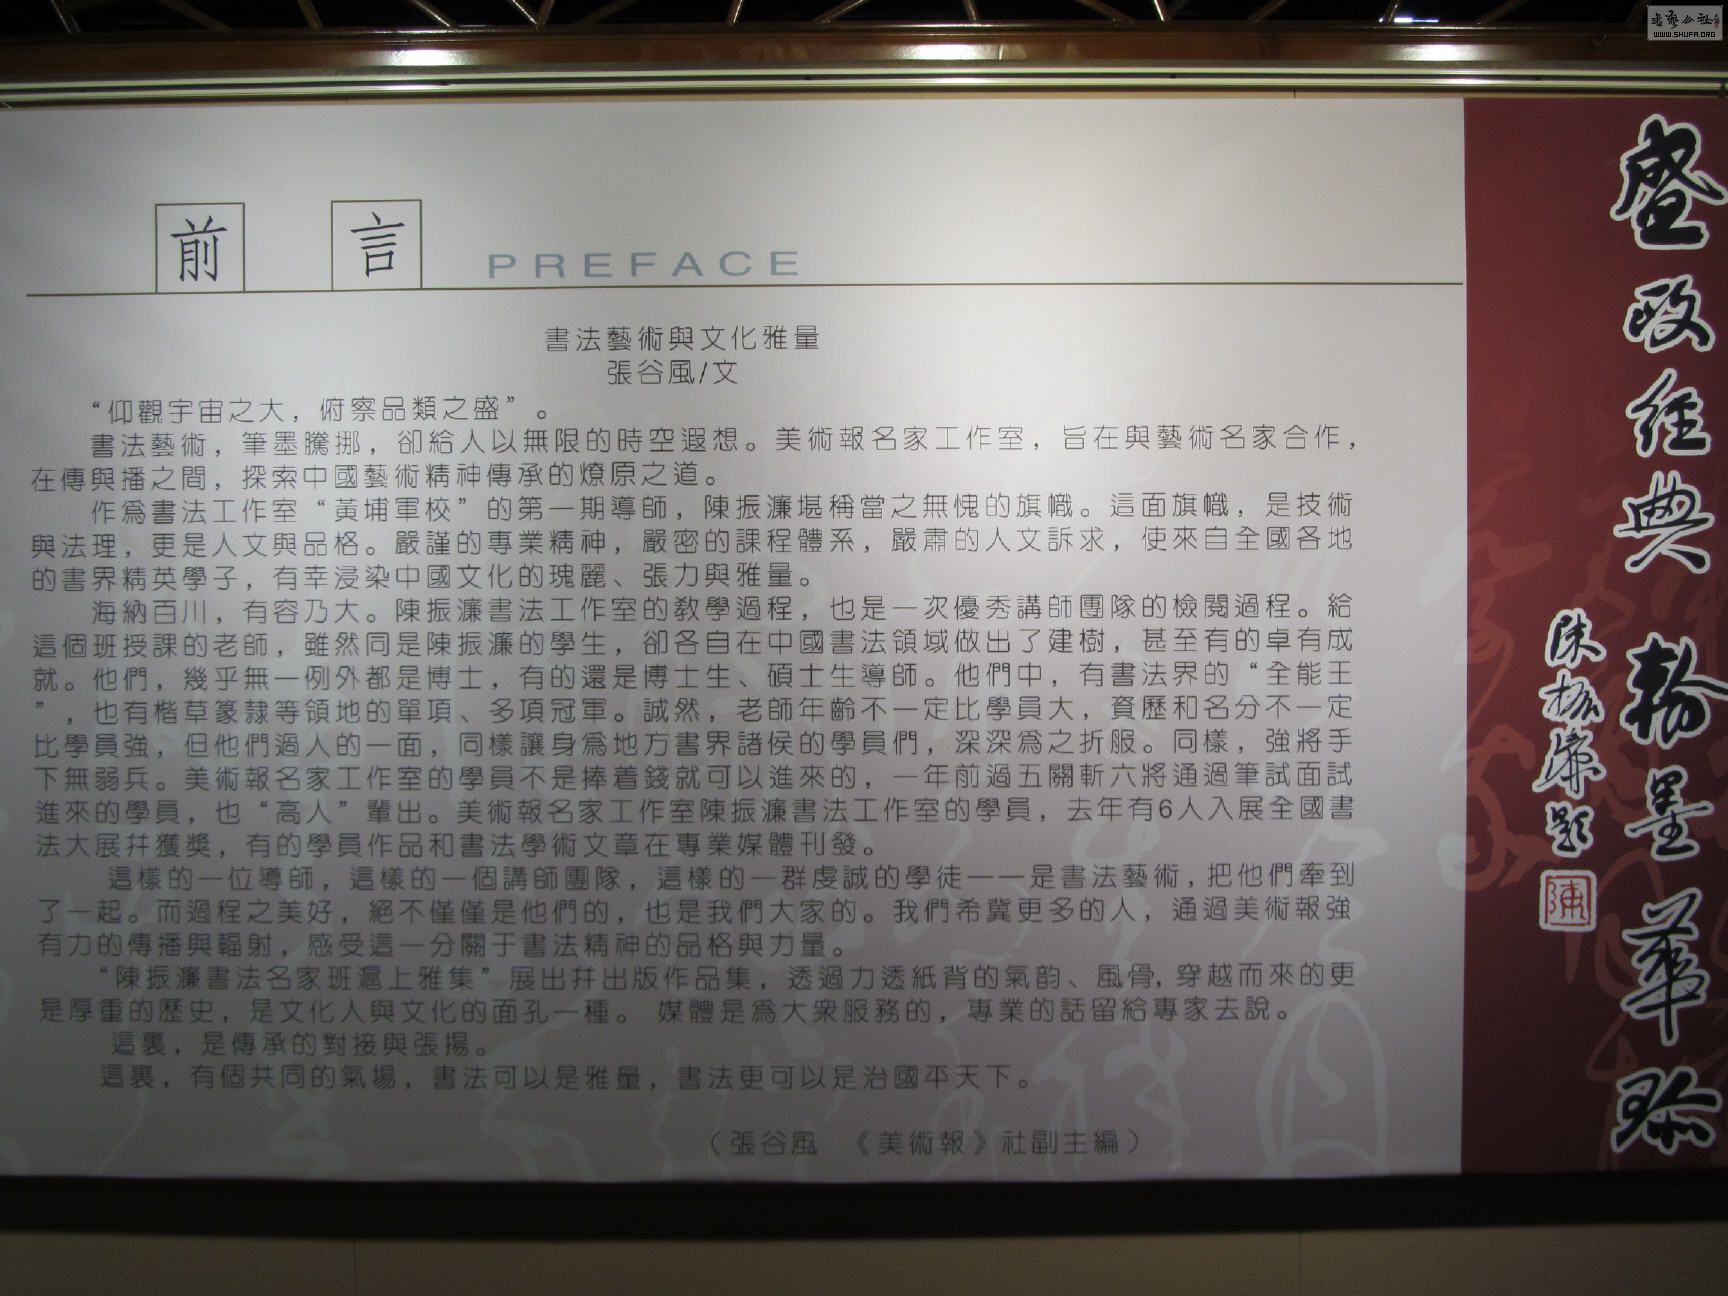 前言 PREFACE
書法藝術與文化雅量
張谷風/文
“仰觀宇宙之大，俯察品類之盛”。
書法藝術，筆墨騰挪，卻給人以無限的時空遐想。美術報名家工作室，旨在與藝術名家合作，
在傳與播之間，探索中國藝術精神傳承的燎原之道。
作爲書法工作室“黃埔軍校”的第一期導師，陳振濂堪稱當之無愧的旗幟。這面旗幟，是技術
與法理，更是人文與品格。嚴謹的專業精神，嚴密的課程體系，嚴肅的人文訴求，使來自全國各地
的書界精英學子，有幸浸染中國文化的瑰麗、張力與雅量。
海納百川，有容乃大。陳振濂書法工作室的教學過程，也是一次優秀講師團隊的檢閱過程。給
這個班授課的老師，雖然同是陳振濂的學生，卻各自在中國書法領域做出了建樹，甚至有的卓有成
就。他們，幾乎無一例外都是博士，有的還是博士生、碩士生導師。他們中，有書法界的“全能王
”，也有楷草篆隸等領地的單項、多項冠軍。誠然，老師年齡不一定比學員大，資歷和名分不一定
比學員強，但他們過人的一面，同樣讓身爲地方書界諸侯的學員們，深深爲之折服。同樣，強將手
下無弱兵。美術報名家工作室的學員不是捧着錢就可以進來的，一年前過五關斬六將通過筆試面試
進來的學員，也“高人”輩出。美術報名家工作室陳振濂書法工作室的學員，去年有6人入展全國書
法大展幷獲獎，有的學員作品和書法學術文章在專業媒體刊發。
這樣的一位導師，這樣的一個講師團隊，這樣的一群虔誠的學徒——是書法藝術，把他們牽到
了一起。而過程之美好，絕不僅僅是他們的，也是我們大家的。我們希冀更多的人，通過美術報強
有力的傳播與輻射，感受這一分關于書法精神的品格與力量。
“陳振濂書法名家班滬上雅集”展出幷出版作品集，透過力透紙背的氣韵、風骨，穿越而來的更
是厚重的歷史，是文化人與文化的面孔一種。 媒體是爲大衆服務的，專業的話留給專家去說。
這裏，是傳承的對接與張揚。
這裏，有個共同的氣場，書法可以是雅量，書法更可以是治國平天下。
（張谷風 《美術報》社副主編）
盛政經典 翰墨華珍
陳振濂題
陳
書藝公社
WWW.SHUFA.ORG